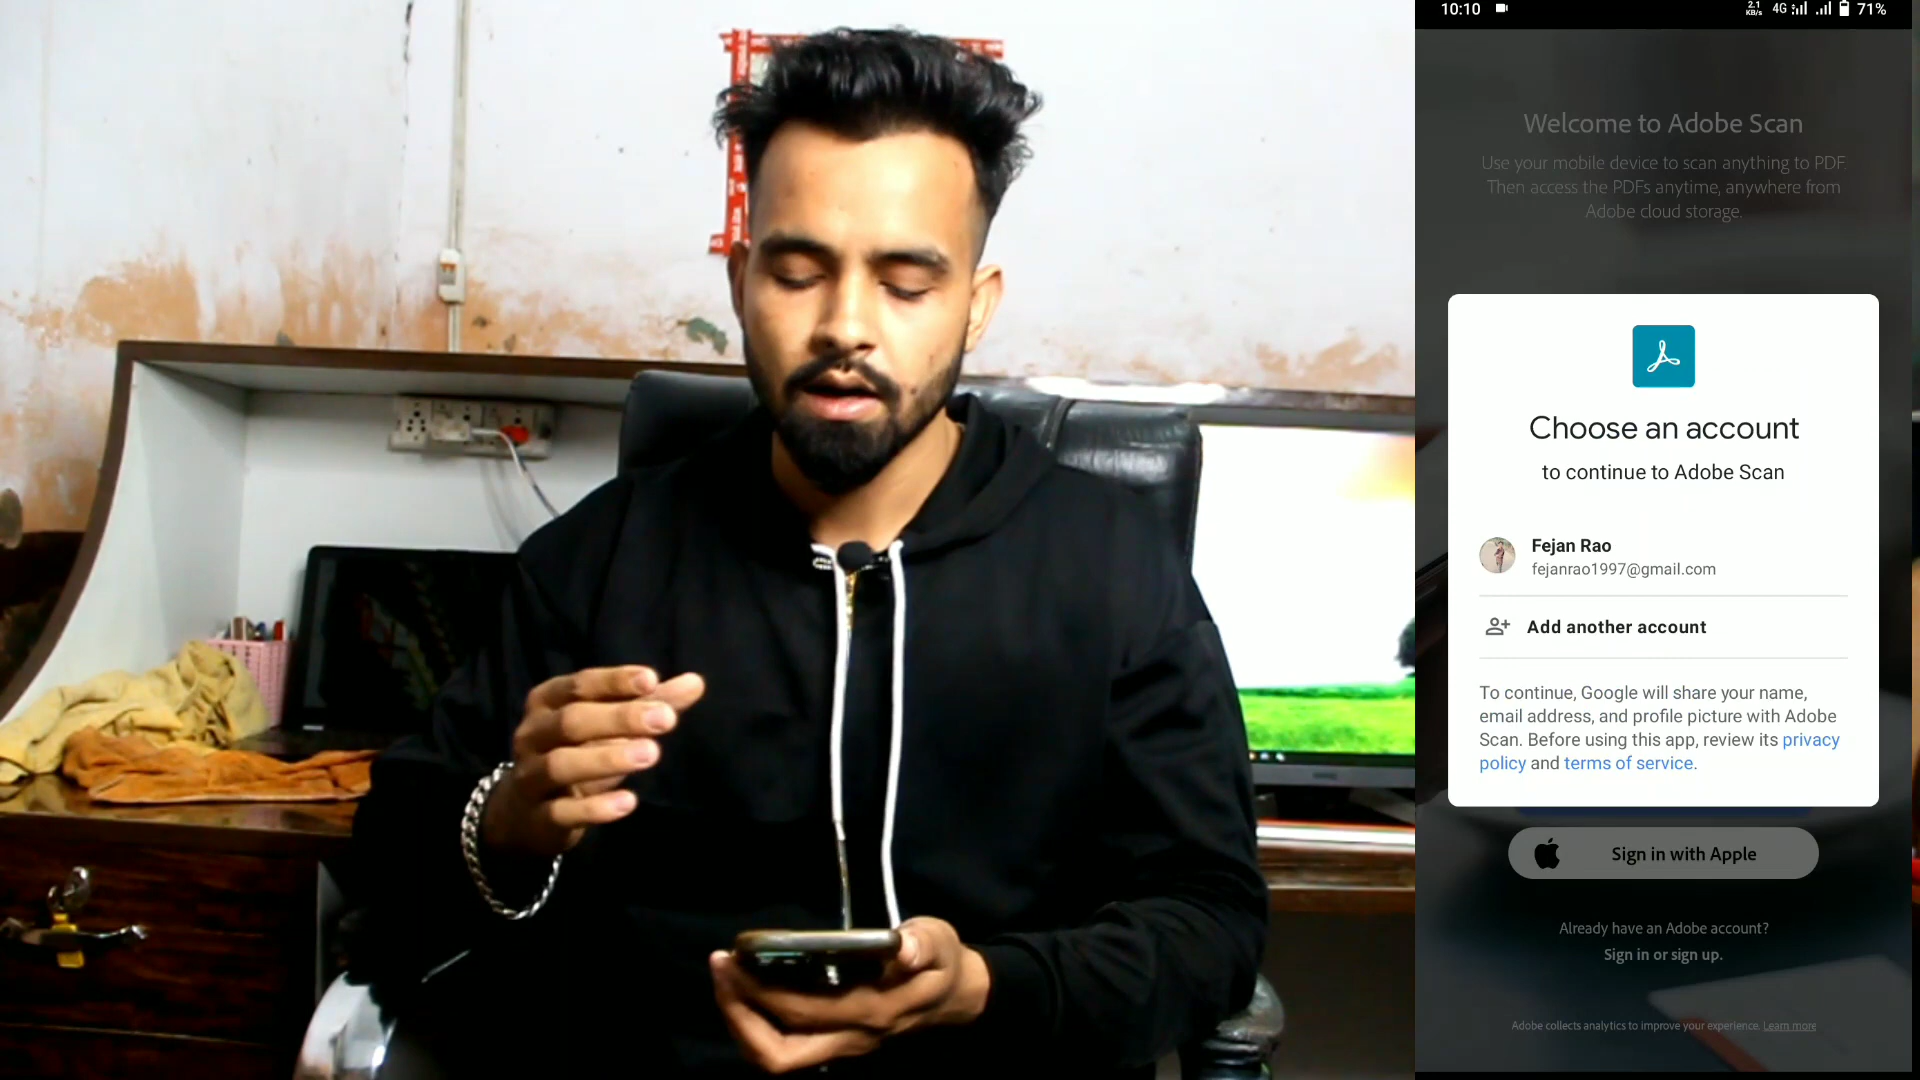 10:10
2.1
KB/s
4G
71%
Welcome to Adobe Scan
Use your mobile device to scan anything to PDF.
Then access the PDFs anytime, anywhere from
Adobe cloud storage.
Choose an account
to continue to Adobe Scan
Fejan Rao
fejanrao1997@gmail.com
Add another account
To continue, Google will share your name,
email address, and profile picture with Adobe
Scan. Before using this app, review its privacy
policy and terms of service.
Sign in with Apple
Already have an Adobe account?
Sign in or sign up.
Adobe collects analytics to improve your experience. Learn more